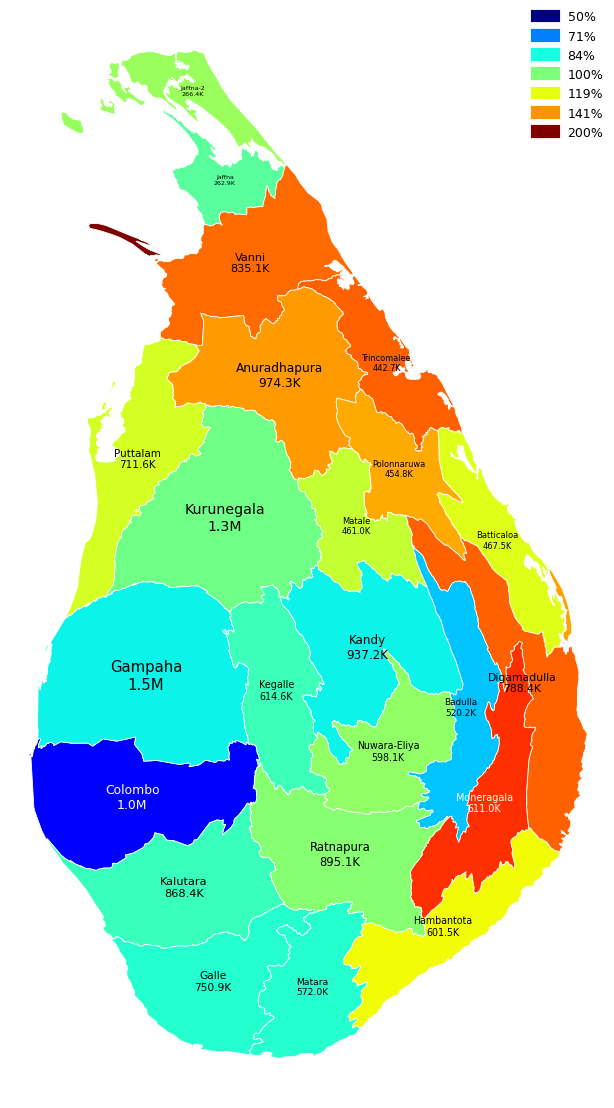 50%
71%
84%
100%
119%
141%
200%
Jaffna-2
266.4K
Jaffna
262.9K
Vanni
835.1K
Trincomalee
442.7K
Anuradhapura
974.3K
Puttalam
711.6K
Polonnaruwa
454.8K
Kurunegala
1.3M
Matale
461.0K
Batticaloa
467.5K
Kandy
937.2K
Gampaha
1.5M
Kegalle
614.6K
Digamadulla
788.4K
Badulla
520.2K
Nuwara-Eliya
598.1K
Colombo
1.0M
Moneragala
611.0K
Ratnapura
895.1K
Kalutara
868.4K
Hambantota
601.5K
Galle
750.9K
Matara
572.0K